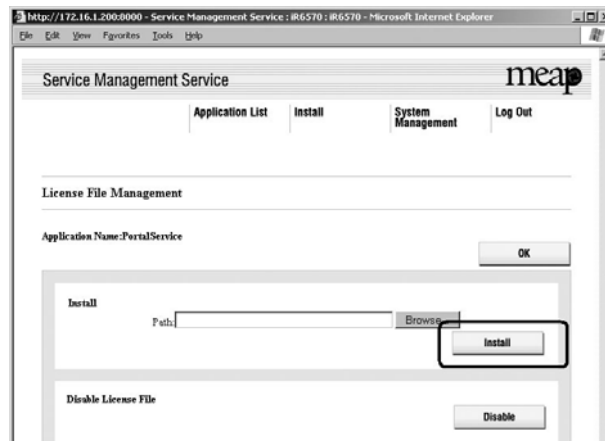 http://172.16.1.200:8000 - Service Management Service : iR6570 : iR6570 - Microsoft Internet Explorer
File Edit View Favorites Tools Help
Service Management Service
meap
Application List Install System Management Log Out
License File Management
Application Name:PortalService
OK
Install
Path: Browse...
Install
Disable License File
Disable